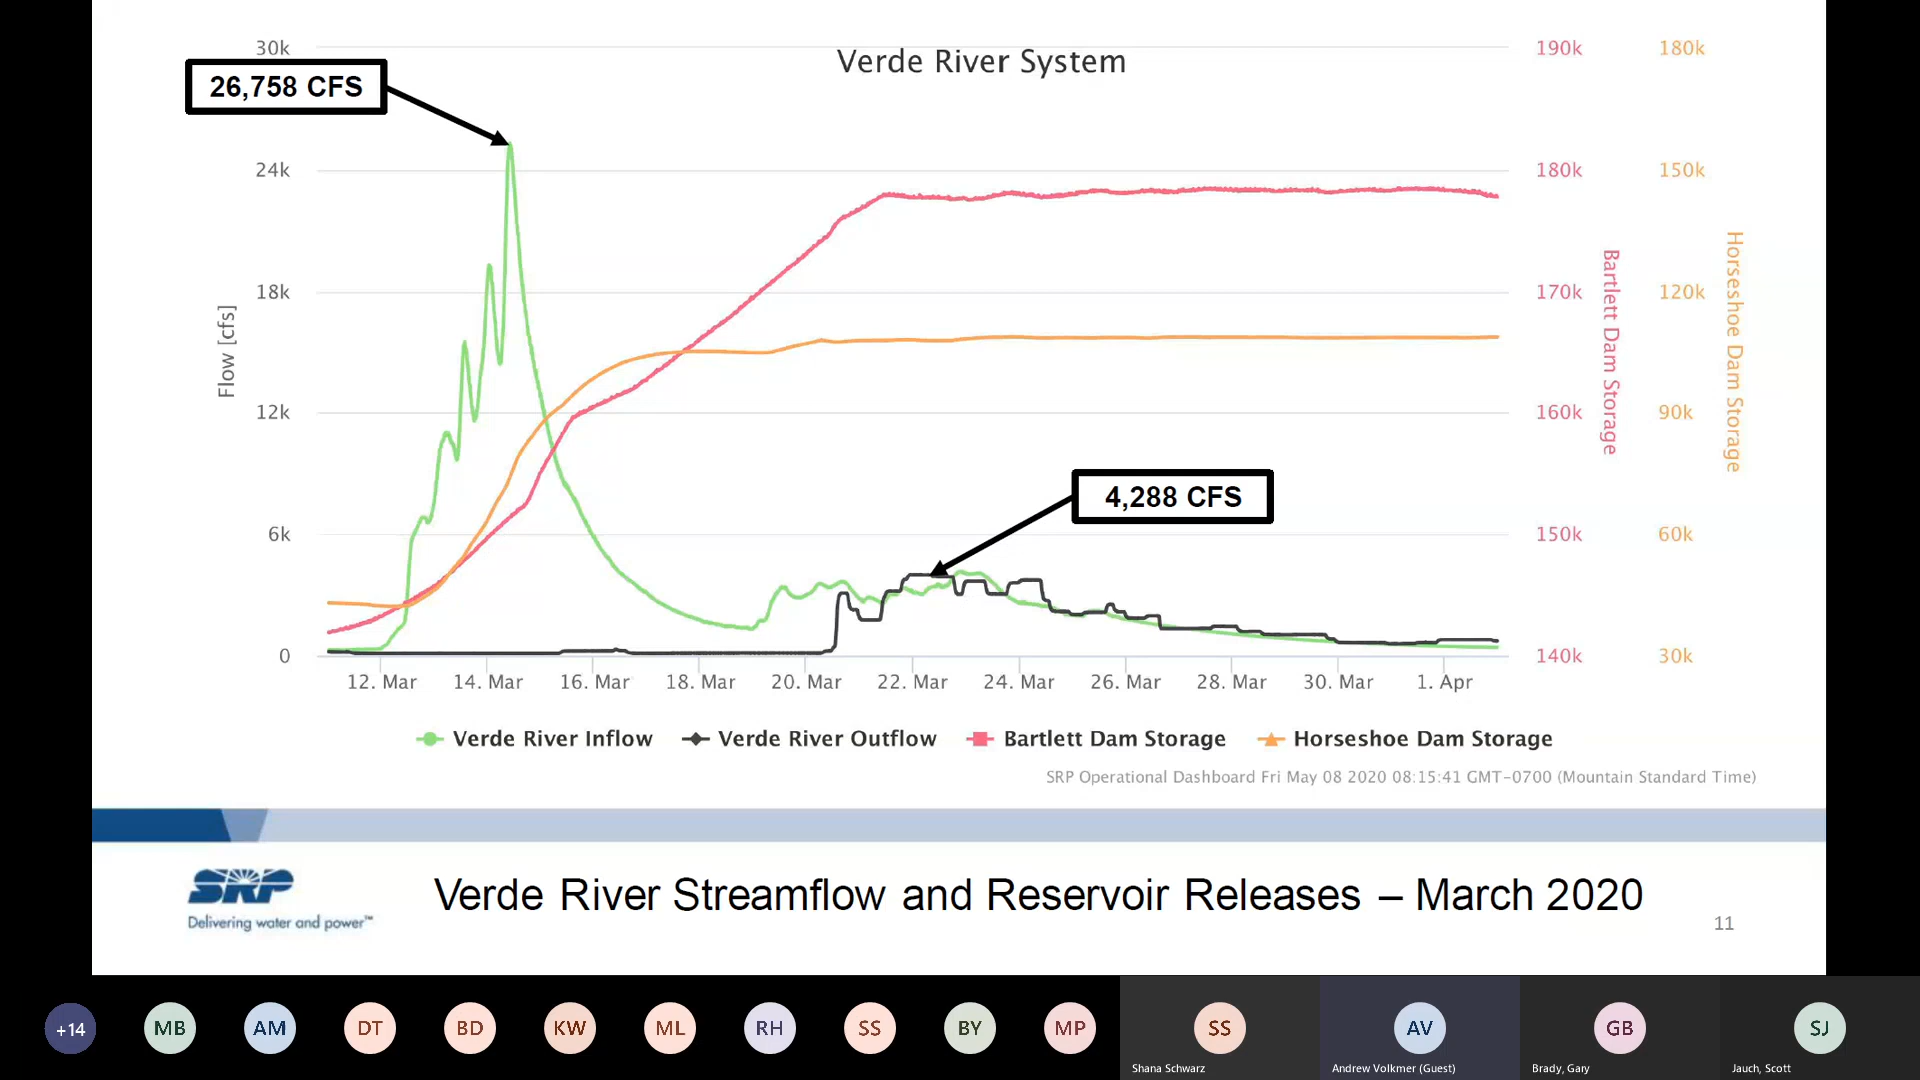 Verde River System
26,758 CFS
4,288 CFS
30k
24k
18k
12k
6k
0
Flow [cfs]
190k
180k
170k
160k
150k
140k
Bartlett Dam Storage
180k
150k
120k
90k
60k
30k
Horseshoe Dam Storage
12. Mar
14. Mar
16. Mar
18. Mar
20. Mar
22. Mar
24. Mar
26. Mar
28. Mar
30. Mar
1. Apr
Verde River Inflow Verde River Outflow Bartlett Dam Storage Horseshoe Dam Storage
SRP Operational Dashboard Fri May 08 2020 08:15:41 GMT-0700 (Mountain Standard Time)
SRP
Delivering water and power™
Verde River Streamflow and Reservoir Releases – March 2020
11
+14
MB
AM
DT
BD
KW
ML
RH
SS
BY
MP
SS
Shana Schwarz
AV
Andrew Volkmer (Guest)
GB
Brady, Gary
SJ
Jauch, Scott